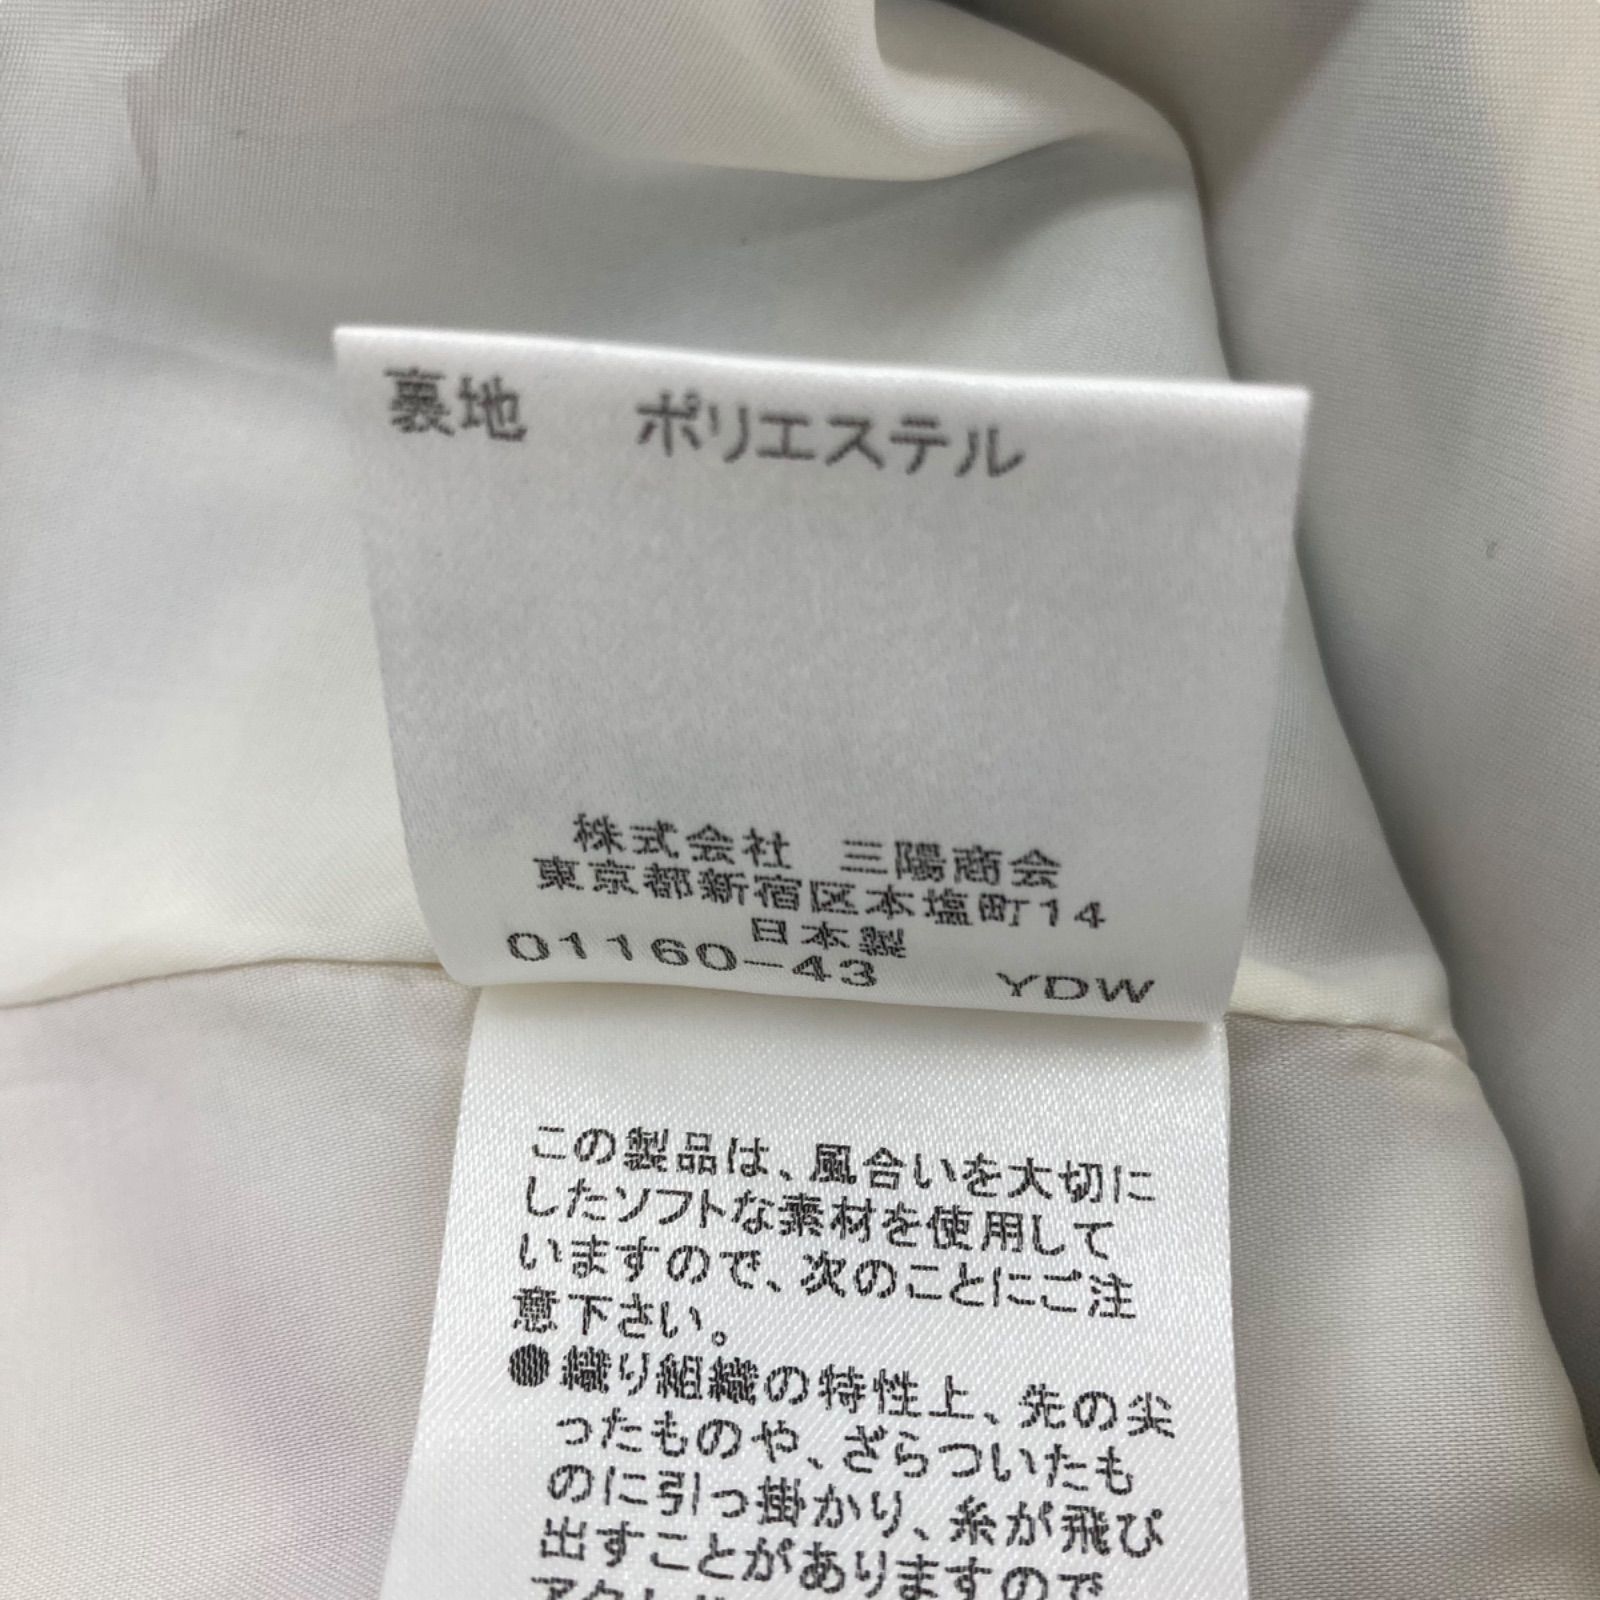 裏地　ポリエステル
株式会社　三陽商会
東京都新宿区本塩町14
日本製
01160-43　YDW
この製品は、風合いを大切に
したソフトな素材を使用して
いますので、次のことにご注
意下さい。
●織り組織の特性上、先の尖
ったものや、ざらついたも
のに引っ掛かり、糸が飛び
出すことがありますので